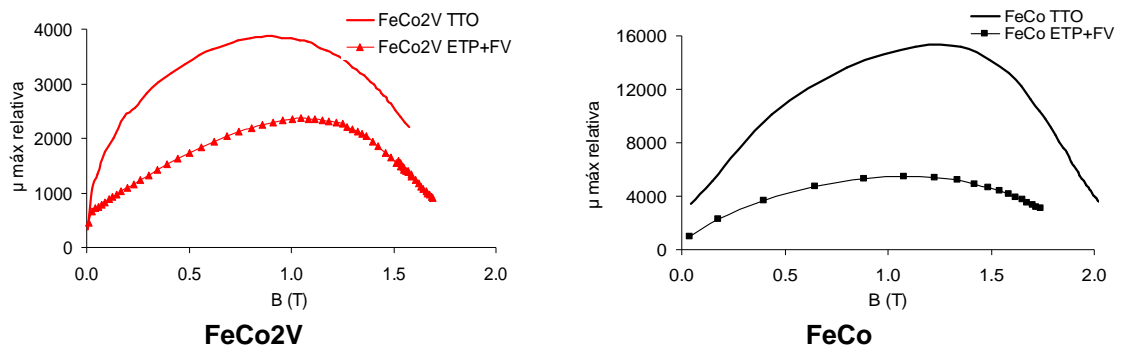 FeCo2V TTO
FeCo2V ETP+FV
µ máx relativa
4000
3000
2000
1000
0
0.0 0.5 1.0 1.5 2.0
B (T)
FeCo2V
FeCo TTO
FeCo ETP+FV
µ máx relativa
16000
12000
8000
4000
0
0.0 0.5 1.0 1.5 2.0
B (T)
FeCo